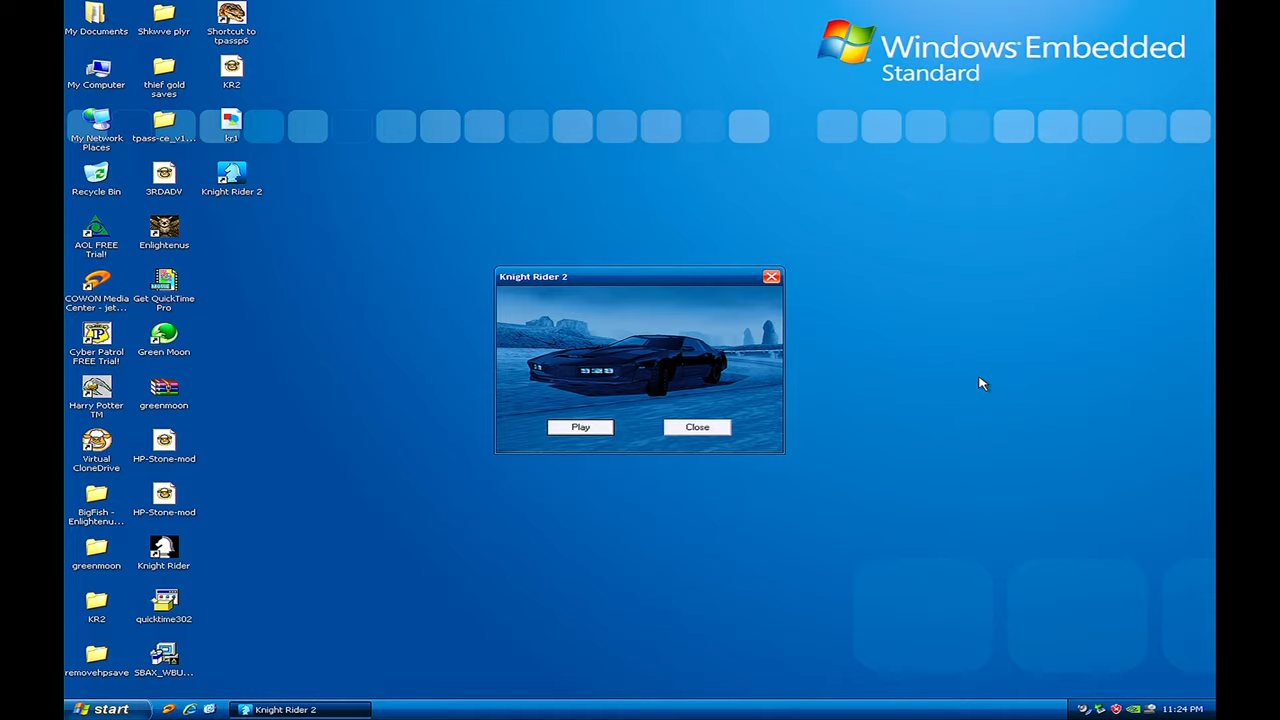 My Documents
Shkwve plyr
Shortcut to
tpassp6
Windows Embedded
Standard
My Computer
thief gold
saves
KR2
My Network
Places
tpass-ce_v1...
kr1
Recycle Bin
3RDADV
Knight Rider 2
AOL FREE
Trial!
Enlightenus
COWON Media
Center - jet...
Get QuickTime
Pro
Knight Rider 2
Play
Close
Cyber Patrol
FREE Trial!
Green Moon
Harry Potter
TM
greenmoon
Virtual
CloneDrive
HP-Stone-mod
BigFish -
Enlightenu...
HP-Stone-mod
greenmoon
Knight Rider
KR2
quicktime302
removehpsave
SBAX_WBU...
start
Knight Rider 2
11:24 PM